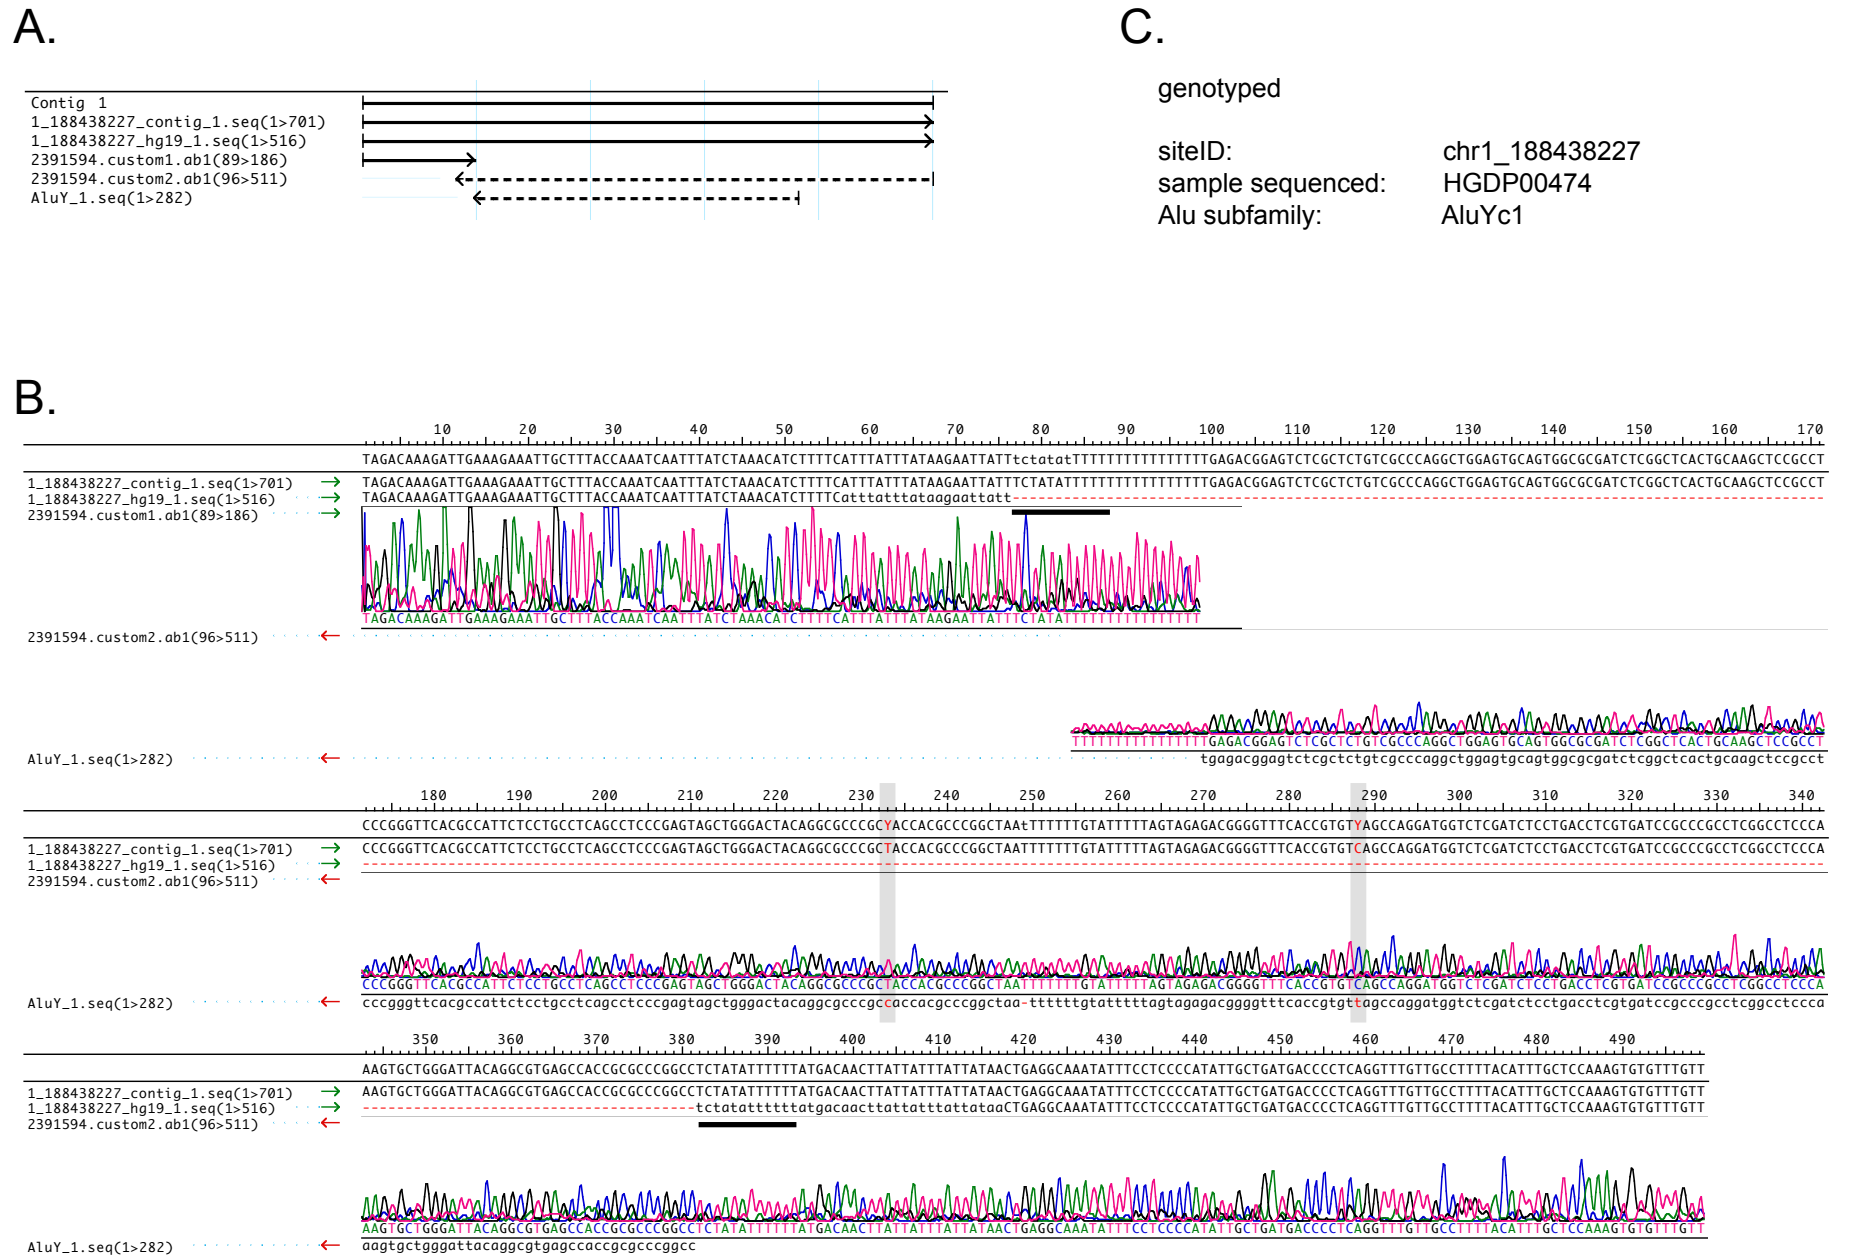 A.
Contig 1
1_188438227_contig_1.seq(1>701)
1_188438227_hg19_1.seq(1>516)
2391594.custom1.ab1(89>186)
2391594.custom2.ab1(96>511)
AluY_1.seq(1>282)
C.
genotyped
siteID: chr1_188438227
sample sequenced: HGDP00474
Alu subfamily: AluYc1
B.
10 20 30 40 50 60 70 80 90 100 110 120 130 140 150 160 170
TAGACAAAGATTGAAAGAAATTGCTTTACCAAATCAATTTATCTAAACATCTTTTCATTTATTTATAAGAATTATTtctatatTTTTTTTTTTTTTTTTGAGACGGAGTCTCGCTCTGTCGCCCAGGCTGGAGTGCAGTGGCGCGATCTCGGCTCACTGCAAGCTCCGCCT
1_188438227_contig_1.seq(1>701) TAGACAAAGATTGAAAGAAATTGCTTTACCAAATCAATTTATCTAAACATCTTTTCATTTATTTATAAGAATTATTTCTATATTTTTTTTTTTTTTTTTGAGACGGAGTCTCGCTCTGTCGCCCAGGCTGGAGTGCAGTGGCGCGATCTCGGCTCACTGCAAGCTCCGCCT
1_188438227_hg19_1.seq(1>516) TAGACAAAGATTGAAAGAAATTGCTTTACCAAATCAATTTATCTAAACATCTTTTCatttatttataagaattatt
2391594.custom1.ab1(89>186)
TAGACAAAGATTGAAAGAAATTGCTTTACCAAATCAATTTATCTAAACATCTTTTCATTTATTTATAAGAATTATTTCTATATTTTTTTTTTTTTTTT
2391594.custom2.ab1(96>511)
TTTTTTTTTTTTTTTTGAGACGGAGTCTCGCTCTGTCGCCCAGGCTGGAGTGCAGTGGCGCGATCTCGGCTCACTGCAAGCTCCGCCT
AluY_1.seq(1>282) tgagacggagtctcgctctgtcgcccaggctggagtgcagtggcgcgatctcggctcactgcaagctccgcct
180 190 200 210 220 230 240 250 260 270 280 290 300 310 320 330 340
CCCGGGTTCACGCCATTCTCCTGCCTCAGCCTCCCGAGTAGCTGGGACTACAGGCGCCCGCYACCACGCCCGGCTAAtTTTTTTGTATTTTTAGTAGAGACGGGGTTTCACCGTGTYAGCCAGGATGGTCTCGATCTCCTGACCTCGTGATCCGCCCGCCTCGGCCTCCCA
1_188438227_contig_1.seq(1>701) CCCGGGTTCACGCCATTCTCCTGCCTCAGCCTCCCGAGTAGCTGGGACTACAGGCGCCCGCTACCACGCCCGGCTAATTTTTTTGTATTTTTAGTAGAGACGGGGTTTCACCGTGTCAGCCAGGATGGTCTCGATCTCCTGACCTCGTGATCCGCCCGCCTCGGCCTCCCA
1_188438227_hg19_1.seq(1>516)
2391594.custom2.ab1(96>511)
CCCGGGTTCACGCCATTCTCCTGCCTCAGCCTCCCGAGTAGCTGGGACTACAGGCGCCCGCTACCACGCCCGGCTAATTTTTTTGTATTTTTAGTAGAGACGGGGTTTCACCGTGTCAGCCAGGATGGTCTCGATCTCCTGACCTCGTGATCCGCCCGCCTCGGCCTCCCA
AluY_1.seq(1>282) cccgggttcacgccattctcctgcctcagcctcccgagtagctgggactacaggcgcccgccaccacgcccggctaa-ttttttgtatttttagtagagacggggtttcaccgtgttagccaggatggtctcgatctcctgacctcgtgatccgcccgcctcggcctccca
350 360 370 380 390 400 410 420 430 440 450 460 470 480 490
AAGTGCTGGGATTACAGGCGTGAGCCACCGCGCCCGGCCTCTATATTTTTTATGACAACTTATTATTTATTATAACTGAGGCAAATATTTCCTCCCCATATTGCTGATGACCCCTCAGGTTTGTTGCCTTTTACATTTGCTCCAAAGTGTGTTTGTT
1_188438227_contig_1.seq(1>701) AAGTGCTGGGATTACAGGCGTGAGCCACCGCGCCCGGCCTCTATATTTTTTATGACAACTTATTATTTATTATAACTGAGGCAAATATTTCCTCCCCATATTGCTGATGACCCCTCAGGTTTGTTGCCTTTTACATTTGCTCCAAAGTGTGTTTGTT
1_188438227_hg19_1.seq(1>516) tctatattttttatgacaacttattatttattataaCTGAGGCAAATATTTCCTCCCCATATTGCTGATGACCCCTCAGGTTTGTTGCCTTTTACATTTGCTCCAAAGTGTGTTTGTT
2391594.custom2.ab1(96>511)
AAGTGCTGGGATTACAGGCGTGAGCCACCGCGCCCGGCCTCTATATTTTTTATGACAACTTATTATTTATTATAACTGAGGCAAATATTTCCTCCCCATATTGCTGATGACCCCTCAGGTTTGTTGCCTTTTACATTTGCTCCAAAGTGTGTTTGTT
AluY_1.seq(1>282) aagtgctgggattacaggcgtgagccaccgcgcccggcc